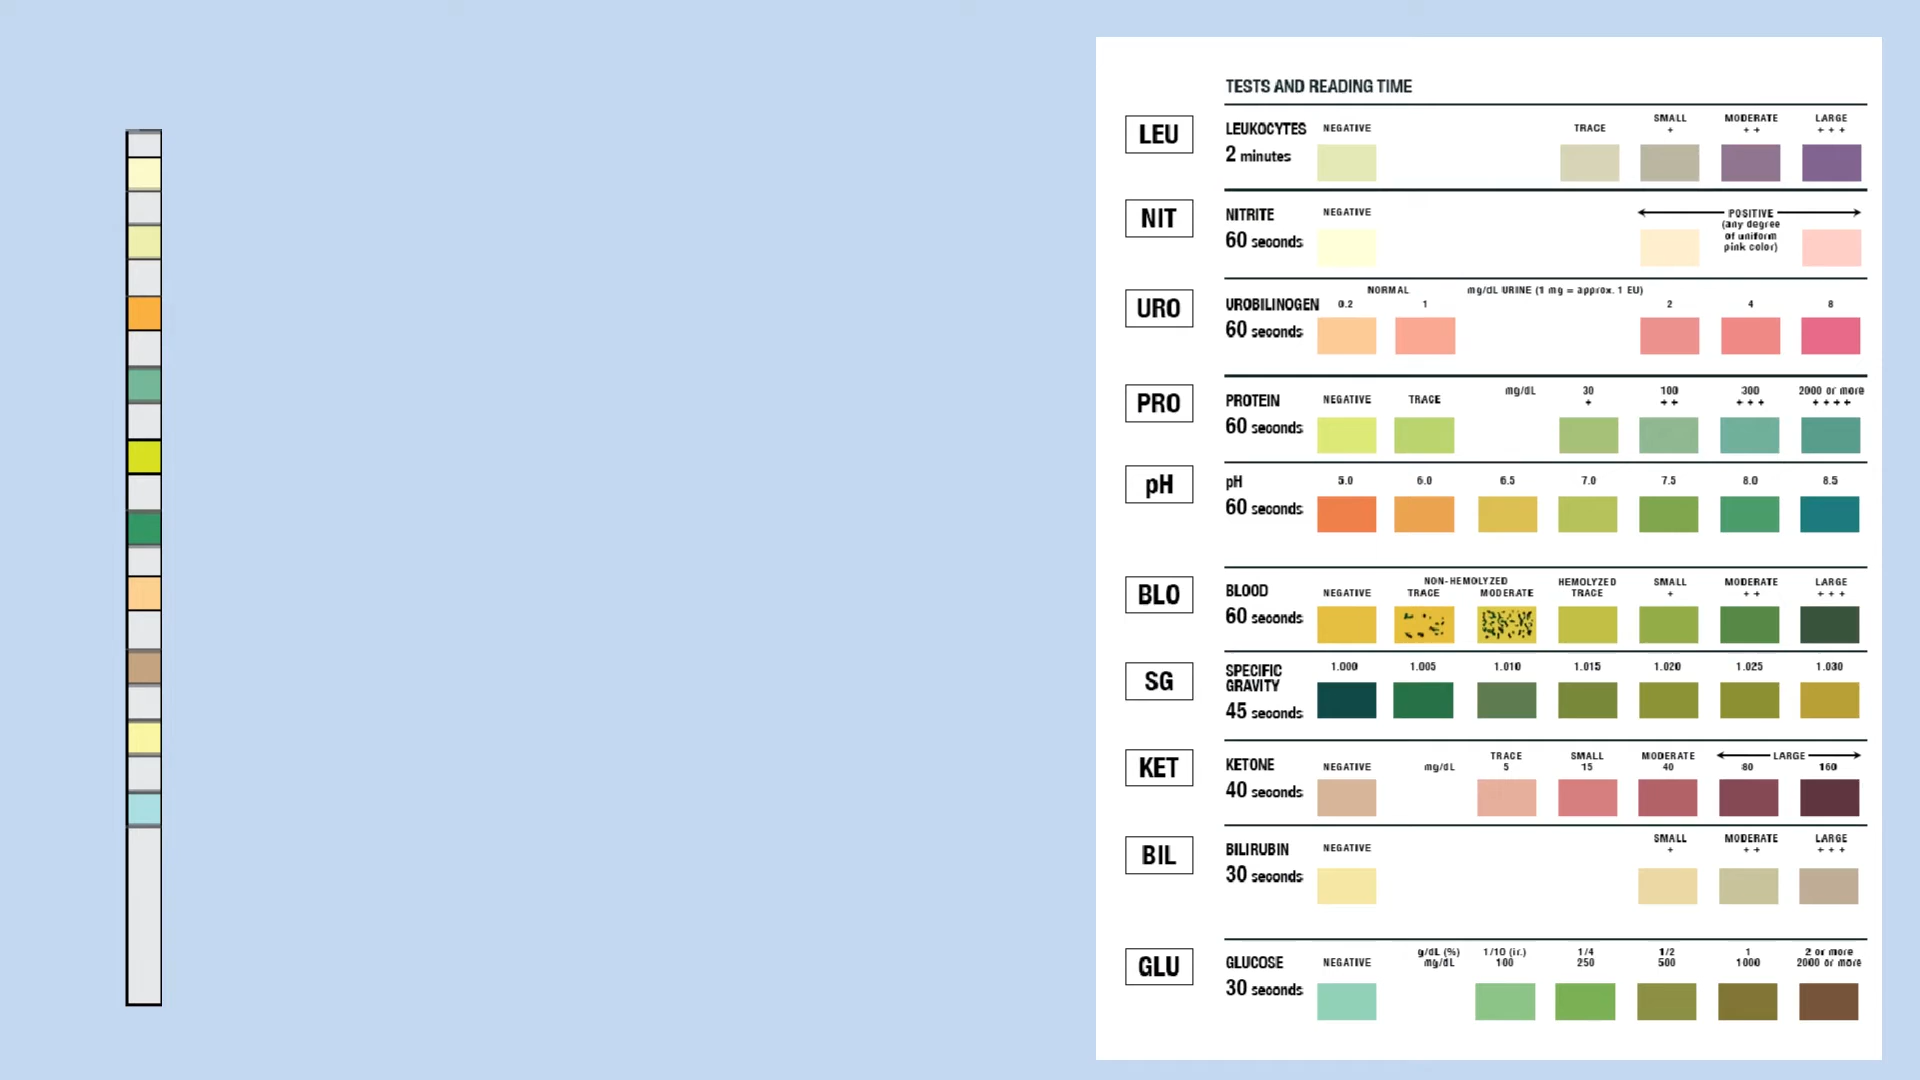 TESTS AND READING TIME
LEU
LEUKOCYTES
2 minutes
NEGATIVE
TRACE
SMALL
+
MODERATE
+ +
LARGE
+ + +
NIT
NITRITE
60 seconds
NEGATIVE
POSITIVE
(any degree
of uniform
pink color)
URO
UROBILINOGEN
60 seconds
NORMAL
mg/dL URINE (1 mg = approx. 1 EU)
0.2 1 2 4 8
PRO
PROTEIN
60 seconds
NEGATIVE
TRACE
mg/dL
30
+
100
+ +
300
+ + +
2000 or more
+ + + +
pH
pH
60 seconds
5.0 6.0 6.5 7.0 7.5 8.0 8.5
BLO
BLOOD
60 seconds
NEGATIVE
NON-HEMOLYZED
TRACE MODERATE
HEMOLYZED
TRACE
SMALL
+
MODERATE
+ +
LARGE
+ + +
SG
SPECIFIC
GRAVITY
45 seconds
1.000 1.005 1.010 1.015 1.020 1.025 1.030
KET
KETONE
40 seconds
NEGATIVE
mg/dL
TRACE
5
SMALL
15
MODERATE
40
LARGE
80 160
BIL
BILIRUBIN
30 seconds
NEGATIVE
SMALL
+
MODERATE
+ +
LARGE
+ + +
GLU
GLUCOSE
30 seconds
NEGATIVE
g/dL (%)
mg/dL
1/10 (tr.)
100
1/4
250
1/2
500
1
1000
2 or more
2000 or more